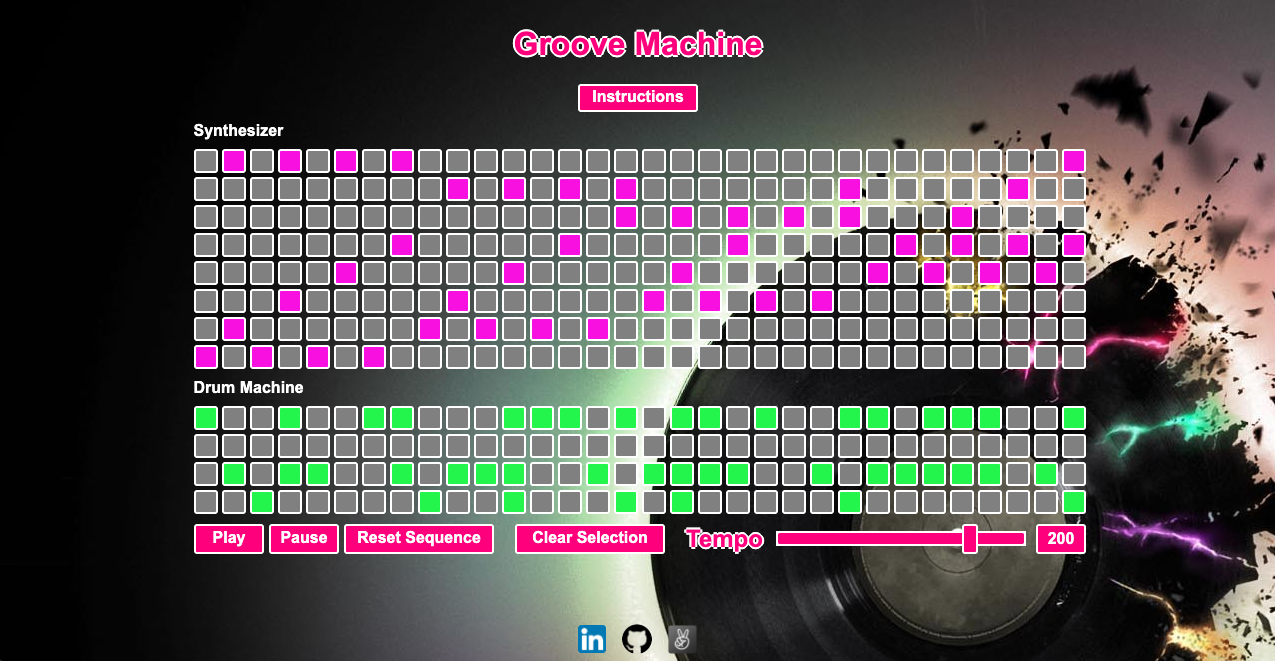 Groove Machine
Instructions
Synthesizer
Drum Machine
Play Pause Reset Sequence Clear Selection Tempo 200
in